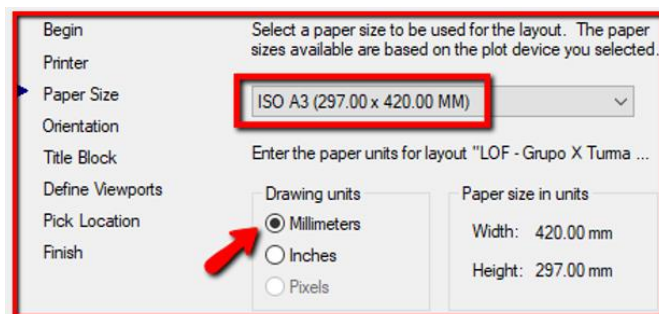 Begin
Printer
Paper Size
Orientation
Title Block
Define Viewports
Pick Location
Finish
Select a paper size to be used for the layout. The paper
sizes available are based on the plot device you selected.
ISO A3 (297.00 x 420.00 MM)
Enter the paper units for layout "LOF - Grupo X Turma ...
Drawing units
Millimeters
Inches
Pixels
Paper size in units
Width: 420.00 mm
Height: 297.00 mm